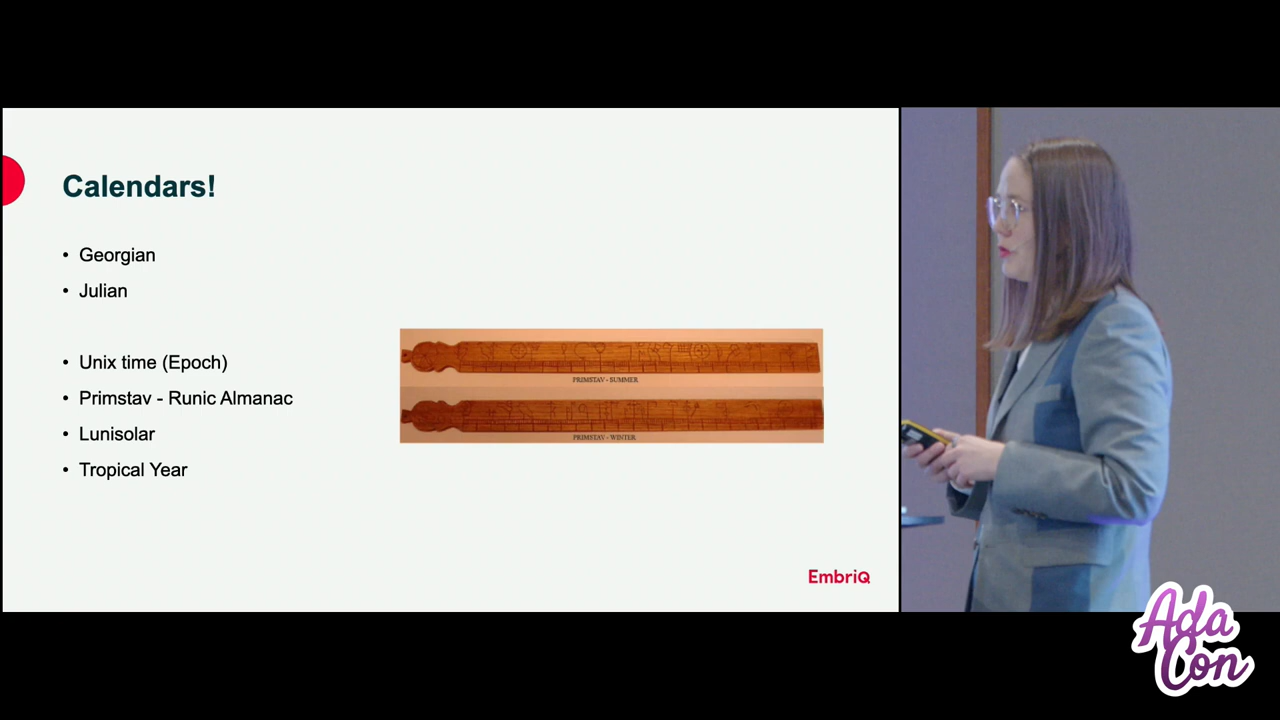 Calendars!
• Georgian
• Julian
• Unix time (Epoch)
• Primstav - Runic Almanac
• Lunisolar
• Tropical Year
PRIMSTAV - SUMMER
PRIMSTAV - WINTER
EmbriQ
Ada
Con